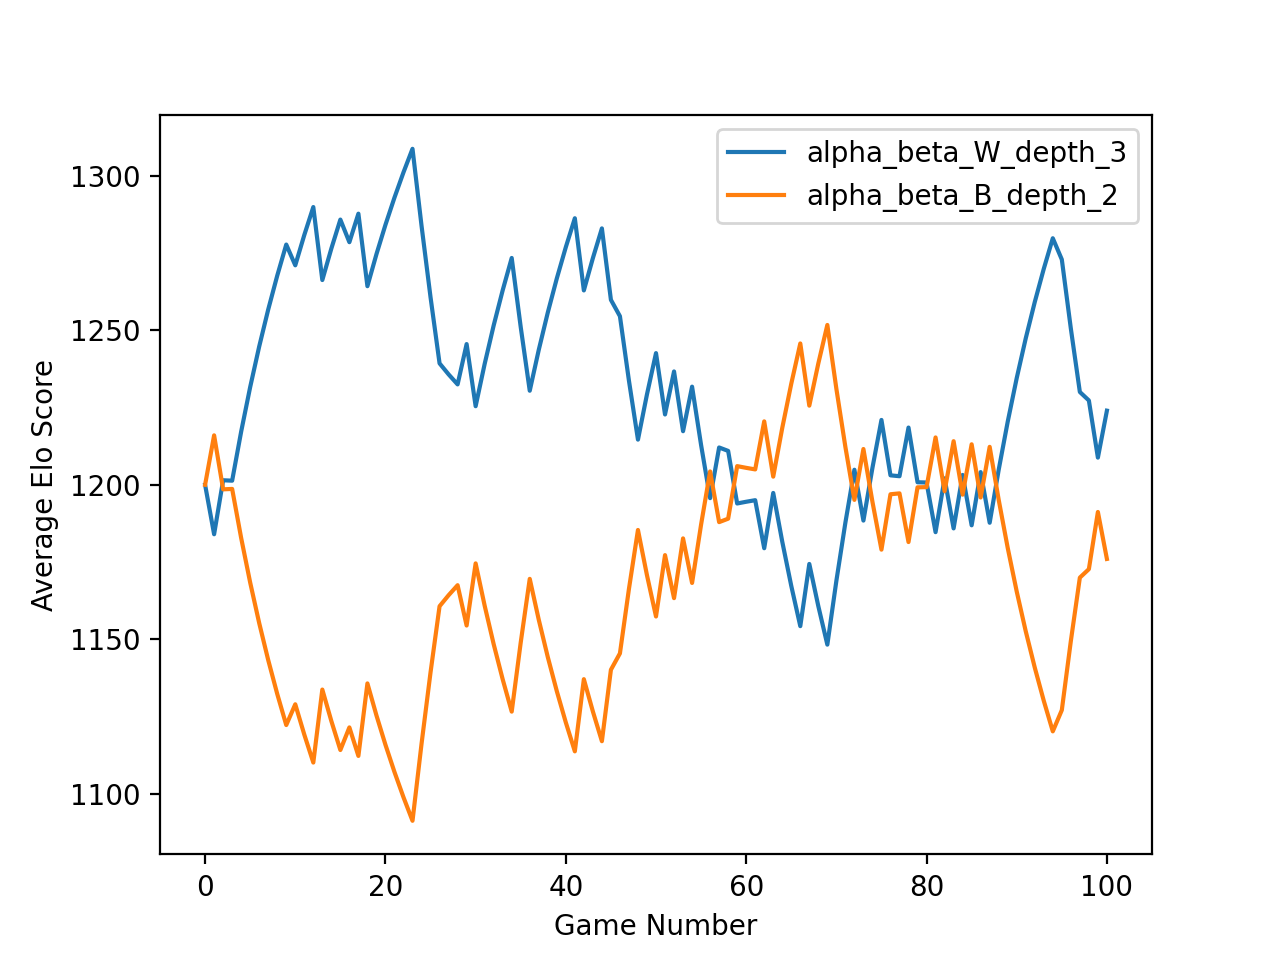 alpha_beta_W_depth_3
alpha_beta_B_depth_2
1300
1250
1200
1150
1100
Average Elo Score
0 20 40 60 80 100
Game Number